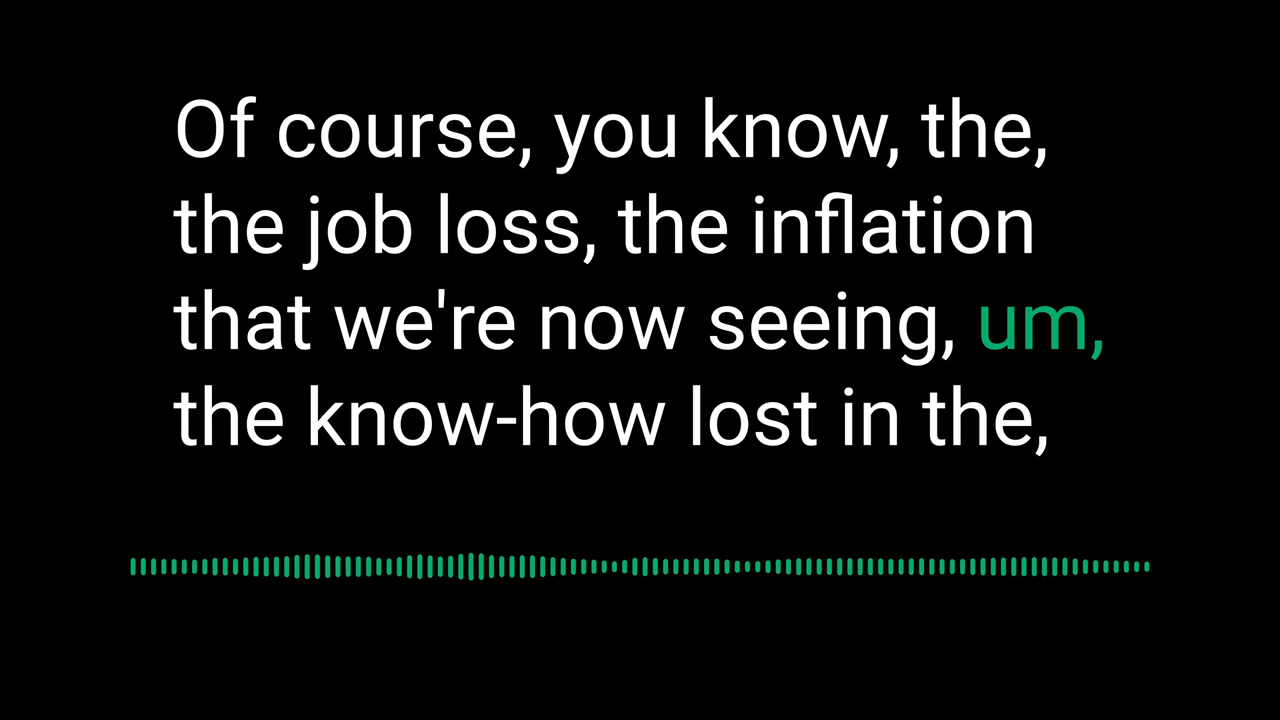 Of course, you know, the,
the job loss, the inflation
that we're now seeing, um,
the know-how lost in the,